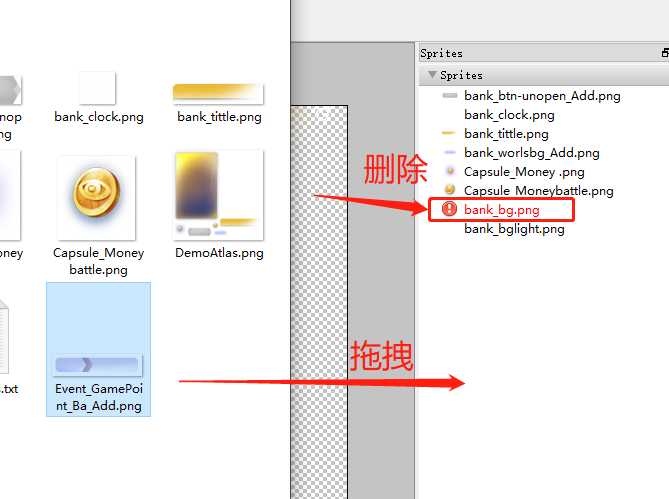 Sprites
Sprites
nop
ng
bank_clock.png
bank_tittle.png
bank_btn-unopen_Add.png
bank_clock.png
bank_tittle.png
bank_worlsbg_Add.png
Capsule_Money .png
Capsule_Moneybattle.png
bank_bg.png
bank_bglight.png
删除
oney
Capsule_Money
battle.png
DemoAtlas.png
拖拽
s.txt
Event_GamePoi
nt_Ba_Add.png